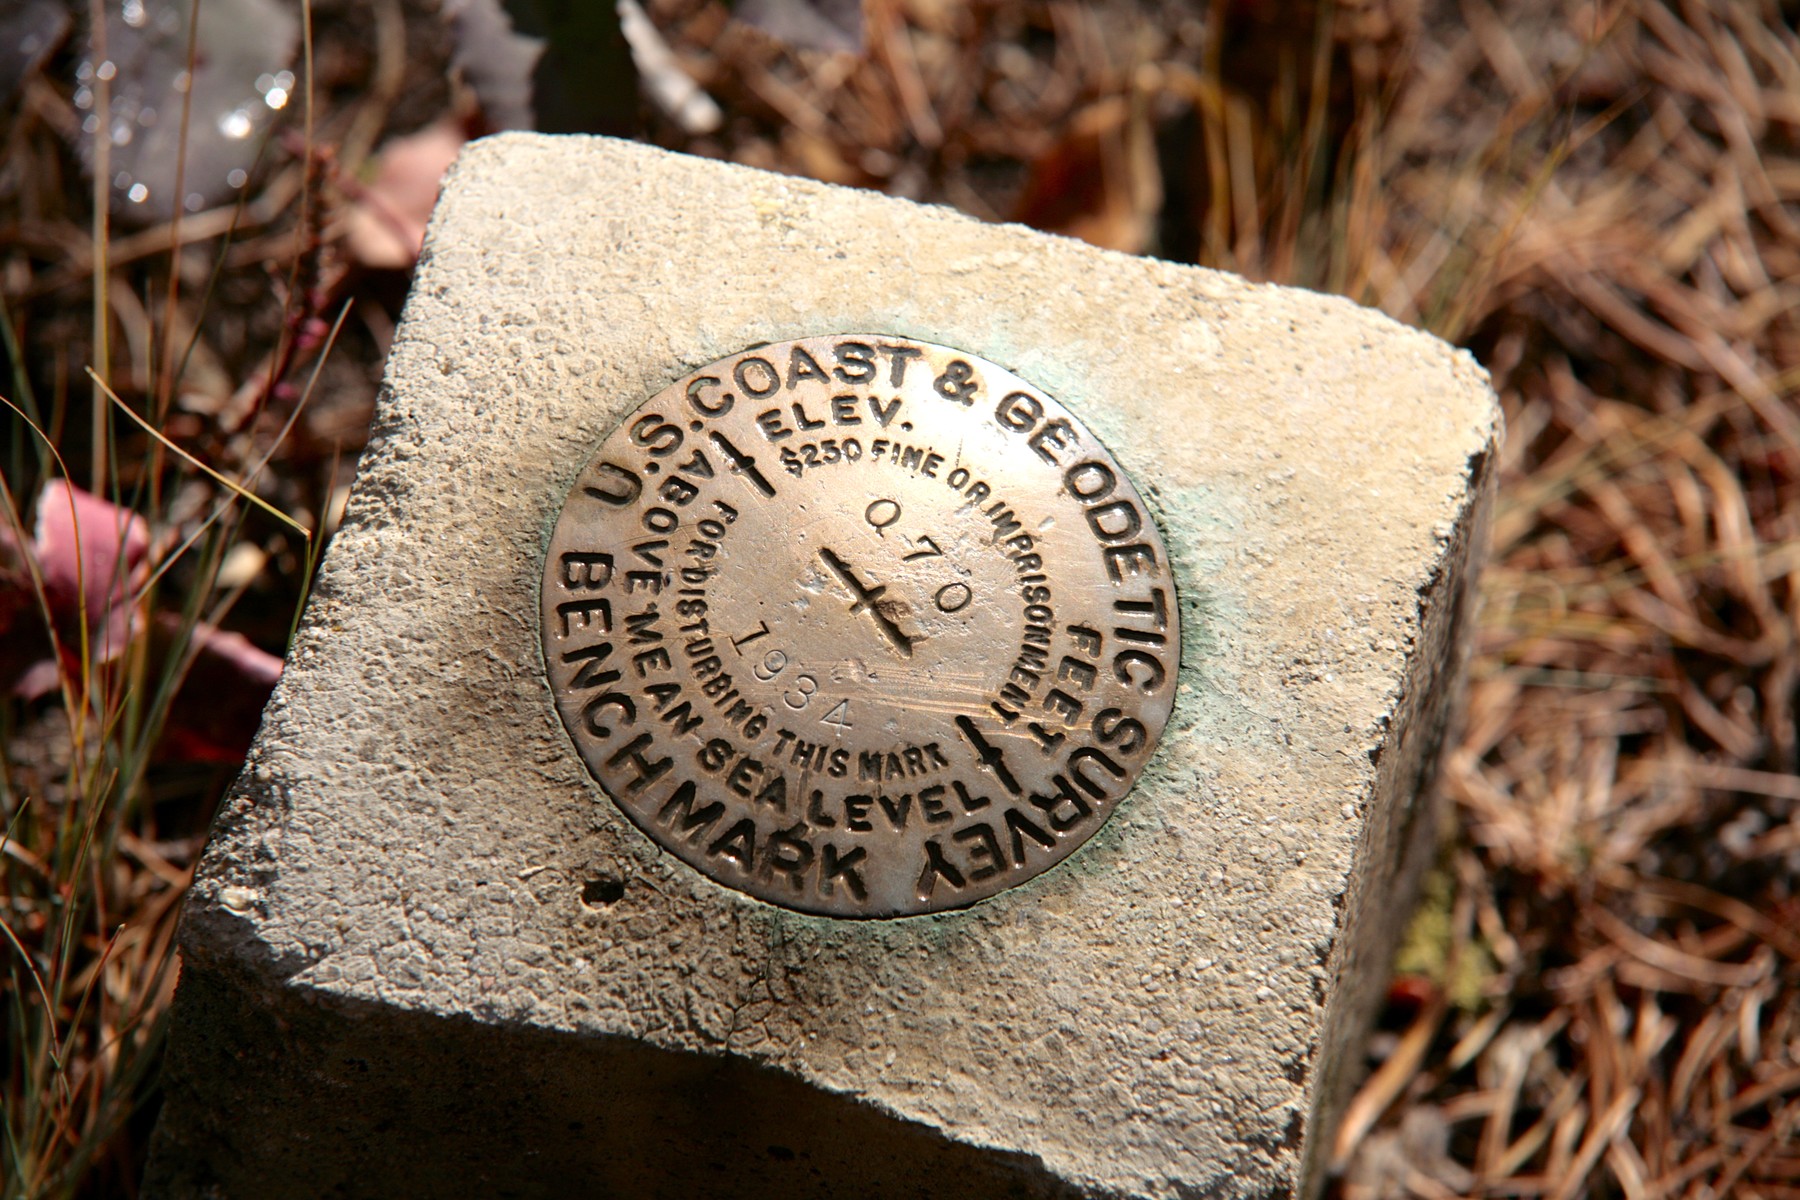 U.S. COAST & GEODETIC SURVEY
BENCH MARK
ELEV.
FEET
ABOVE MEAN SEA LEVEL
$250 FINE OR IMPRISONMENT
FOR DISTURBING THIS MARK
Q 70
1934